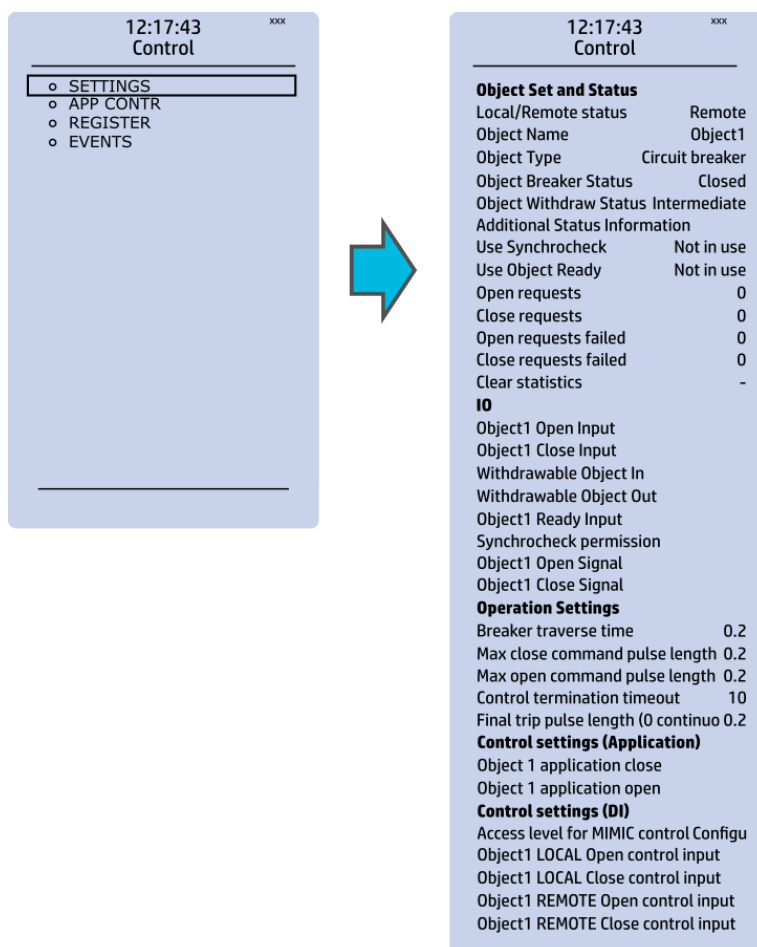 12:17:43 xxx
Control
SETTINGS
APP CONTR
REGISTER
EVENTS
12:17:43 xxx
Control
Object Set and Status
Local/Remote status Remote
Object Name Object1
Object Type Circuit breaker
Object Breaker Status Closed
Object Withdraw Status Intermediate
Additional Status Information
Use Synchrocheck Not in use
Use Object Ready Not in use
Open requests 0
Close requests 0
Open requests failed 0
Close requests failed 0
Clear statistics -
IO
Object1 Open Input
Object1 Close Input
Withdrawable Object In
Withdrawable Object Out
Object1 Ready Input
Synchrocheck permission
Object1 Open Signal
Object1 Close Signal
Operation Settings
Breaker traverse time 0.2
Max close command pulse length 0.2
Max open command pulse length 0.2
Control termination timeout 10
Final trip pulse length (0 continuo 0.2
Control settings (Application)
Object 1 application close
Object 1 application open
Control settings (DI)
Access level for MIMIC control Configu
Object1 LOCAL Open control input
Object1 LOCAL Close control input
Object1 REMOTE Open control input
Object1 REMOTE Close control input